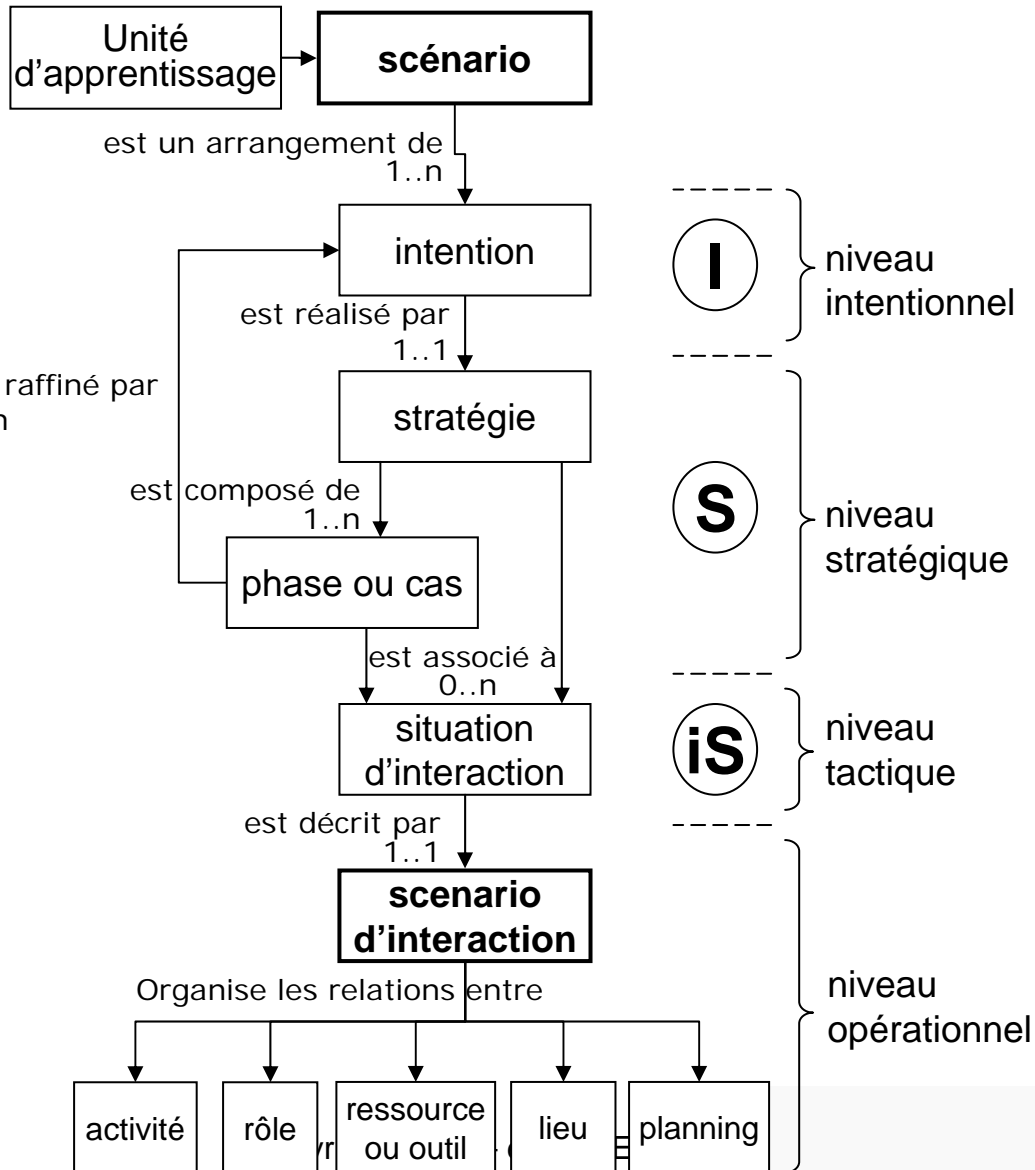 Unité
d'apprentissage
scénario
est un arrangement de
1..n
intention
I
niveau
intentionnel
est réalisé par
1..1
raffiné par
n
stratégie
est composé de
1..n
S
niveau
stratégique
phase ou cas
est associé à
0..n
situation
d'interaction
iS
niveau
tactique
est décrit par
1..1
scenario
d'interaction
Organise les relations entre
niveau
opérationnel
activité
rôle
ressource
ou outil
lieu
planning